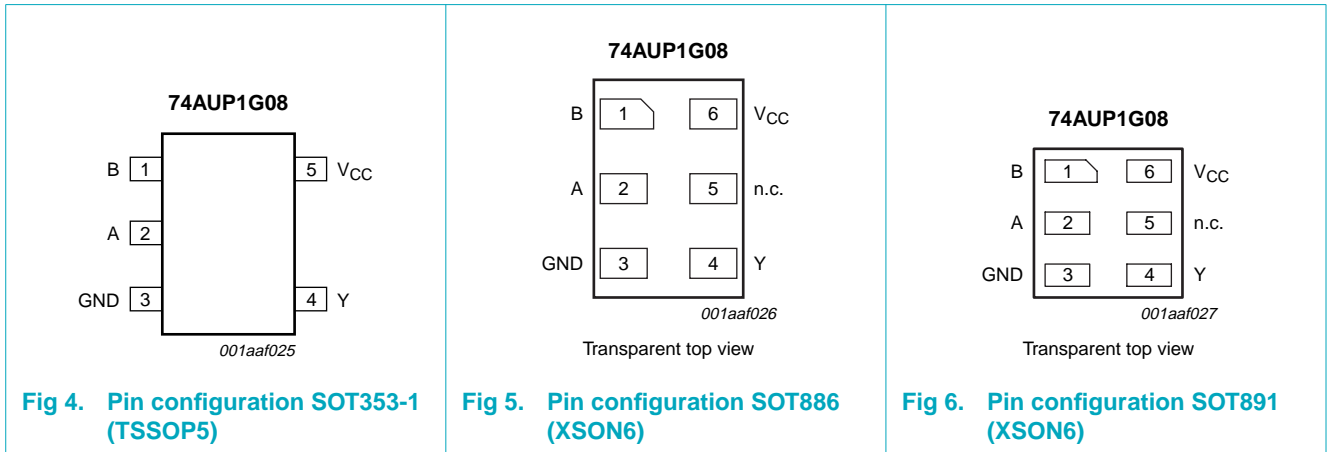 74AUP1G08
B 1 5 VCC
A 2
GND 3 4 Y
001aaf025
Fig 4. Pin configuration SOT353-1
(TSSOP5)
74AUP1G08
B 1 6 VCC
A 2 5 n.c.
GND 3 4 Y
001aaf026
Transparent top view
Fig 5. Pin configuration SOT886
(XSON6)
74AUP1G08
B 1 6 VCC
A 2 5 n.c.
GND 3 4 Y
001aaf027
Transparent top view
Fig 6. Pin configuration SOT891
(XSON6)